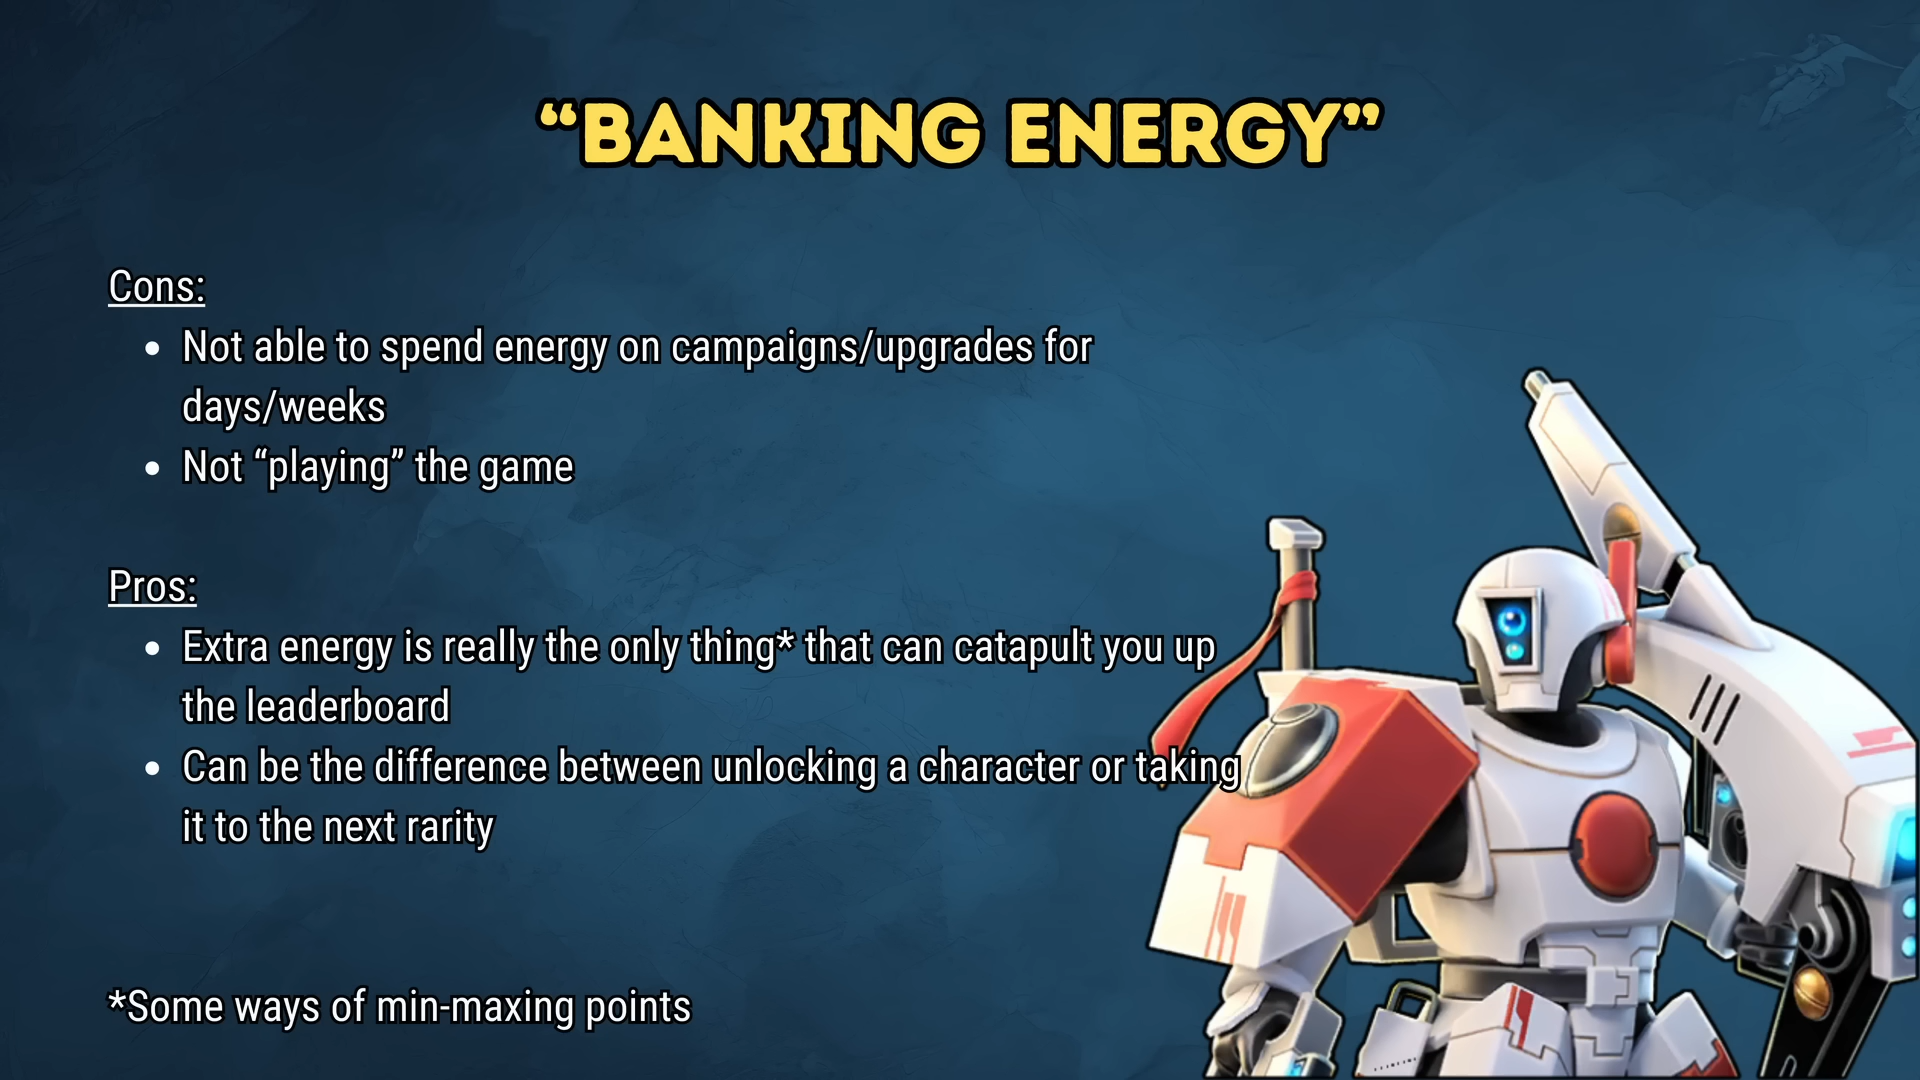 “BANKING ENERGY”
Cons:
• Not able to spend energy on campaigns/upgrades for
days/weeks
• Not “playing” the game
Pros:
• Extra energy is really the only thing* that can catapult you up
the leaderboard
• Can be the difference between unlocking a character or taking
it to the next rarity
*Some ways of min-maxing points